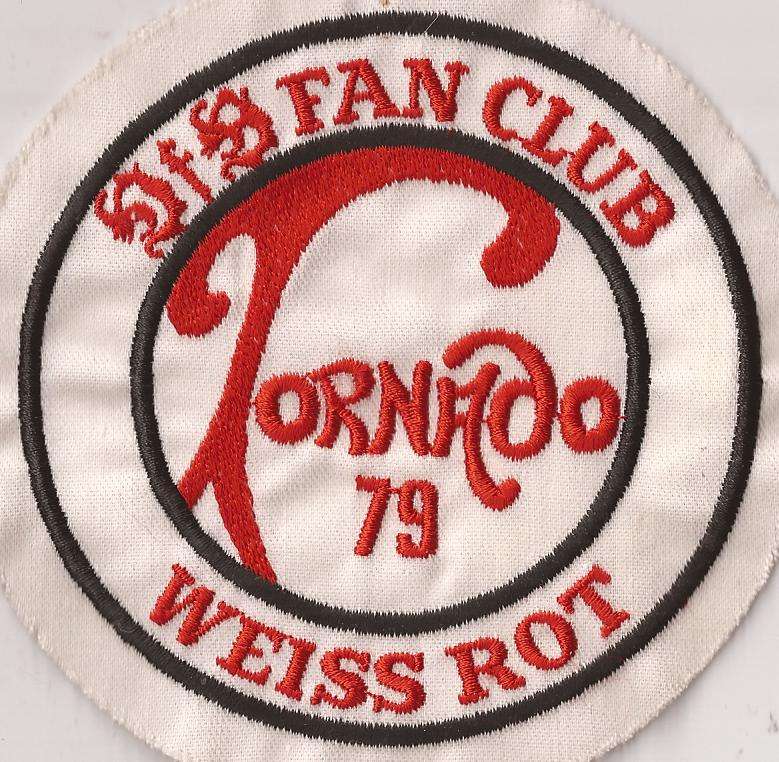 VfB FAN CLUB
TORNADO
79
WEISS ROT